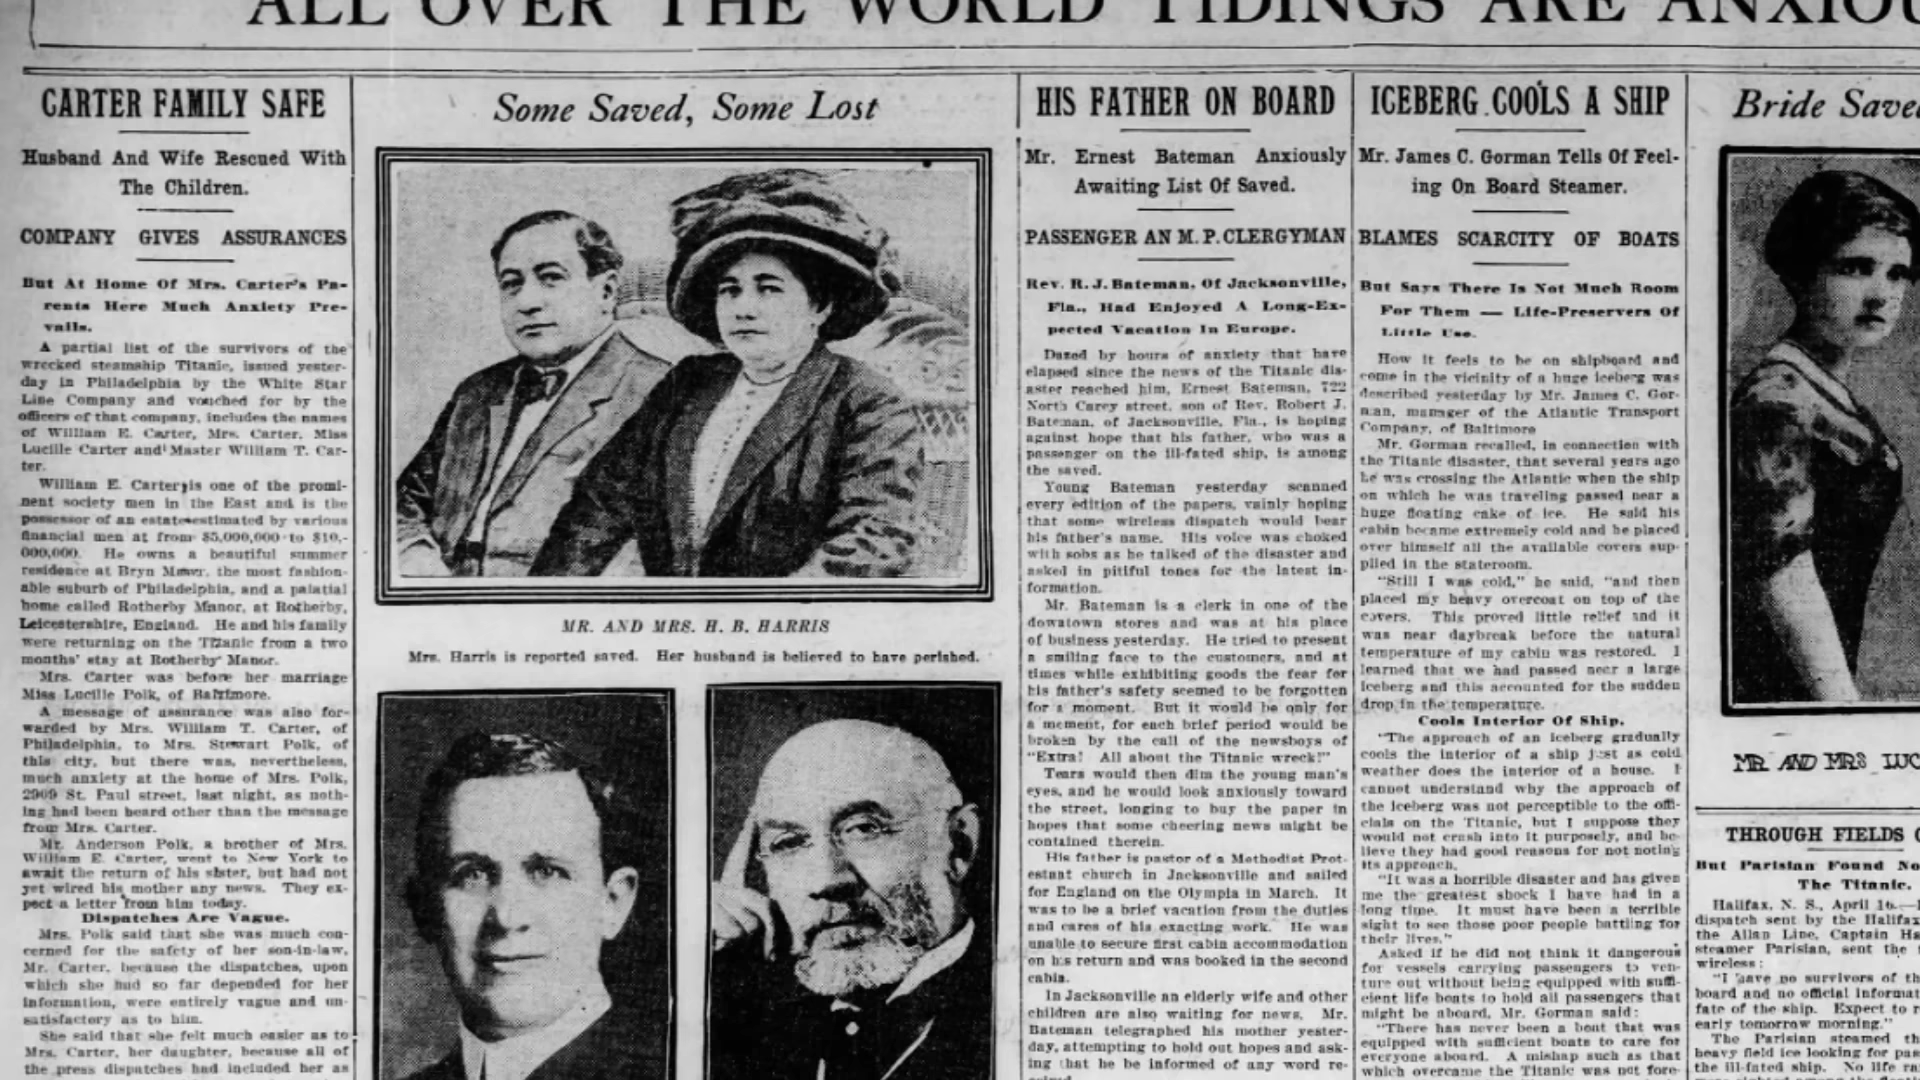 ALL OVER THE WORLD TIDINGS ARE ANXIOU
CARTER FAMILY SAFE
Husband And Wife Rescued With
The Children.
COMPANY GIVES ASSURANCES
But At Home Of Mrs. Carter's Pa-
rents Here Much Anxiety Pre-
vails.
A partial list of the survivors of the
wrecked steamship Titanic, issued yester-
day in Philadelphia by the White Star
Line Company and vouched for by the
officers of that company, includes the names
of William E. Carter, Mrs. Carter, Miss
Lucille Carter and Master William T. Car-
ter.
William E. Carter is one of the promi-
nent society men in the East and is the
possessor of an estate estimated by various
financial men at from $5,000,000 to $10,-
000,000. He owns a beautiful summer
residence at Bryn Mawr, the most fashion-
able suburb of Philadelphia, and a palatial
home called Rotherby Manor, at Rotherby,
Leicestershire, England. He and his family
were returning on the Titanic from a two
months' stay at Rotherby Manor.
Mrs. Carter was before her marriage
Miss Lucille Polk, of Baltimore.
A message of assurance was also for-
warded by Mrs. William T. Carter, of
Philadelphia, to Mrs. Stewart Polk, of
this city, but there was, nevertheless,
much anxiety at the home of Mrs. Polk,
2909 St. Paul street, last night, as noth-
ing had been heard other than the message
from Mrs. Carter.
Mr. Anderson Polk, a brother of Mrs.
William E. Carter, went to New York to
await the return of his sister, but had not
yet wired his mother any news. They ex-
pect a letter from him today.
Dispatches Are Vague.
Mrs. Polk said that she was much con-
cerned for the safety of her son-in-law,
Mr. Carter, because the dispatches, upon
which she had so far depended for her
information, were entirely vague and un-
satisfactory as to him.
She said that she felt much easier as to
Mrs. Carter, her daughter, because all of
the press dispatches had included her as
Some Saved, Some Lost
MR. AND MRS. H. B. HARRIS
Mrs. Harris is reported saved. Her husband is believed to have perished.
HIS FATHER ON BOARD
Mr. Ernest Bateman Anxiously
Awaiting List Of Saved.
PASSENGER AN M. P. CLERGYMAN
Rev. R. J. Bateman, Of Jacksonville,
Fla., Had Enjoyed A Long-Ex-
pected Vacation In Europe.
Dazed by hours of anxiety that have
elapsed since the news of the Titanic dis-
aster reached him, Ernest Bateman, 722
North Carey street, son of Rev. Robert J.
Bateman, of Jacksonville, Fla., is hoping
against hope that his father, who was a
passenger on the ill-fated ship, is among
the saved.
Young Bateman yesterday scanned
every edition of the papers, vainly hoping
that some wireless dispatch would bear
his father's name. His voice was choked
with sobs as he talked of the disaster and
asked in pitiful tones for the latest in-
formation.
Mr. Bateman is a clerk in one of the
downtown stores and was at his place
of business yesterday. He tried to present
a smiling face to the customers, and at
times while exhibiting goods the fear for
his father's safety seemed to be forgotten
for a moment. But it would be only for
a moment, for each brief period would be
broken by the call of the newsboys of
"Extra! All about the Titanic wreck!"
Tears would then dim the young man's
eyes, and he would look anxiously toward
the street, longing to buy the paper in
hopes that some cheering news might be
contained therein.
His father is pastor of a Methodist Prot-
estant church in Jacksonville and sailed
for England on the Olympia in March. It
was to be a brief vacation from the duties
and cares of his exacting work. He was
unable to secure first cabin accommodation
on his return and was booked in the second
cabin.
In Jacksonville an elderly wife and other
children are also waiting for news. Mr.
Bateman telegraphed his mother yester-
day, attempting to hold out hopes and ask-
ing that he be informed of any word re-
ICEBERG COOLS A SHIP
Mr. James C. Gorman Tells Of Feel-
ing On Board Steamer.
BLAMES SCARCITY OF BOATS
But Says There Is Not Much Room
For Them — Life-Preservers Of
Little Use.
How it feels to be on shipboard and
come in the vicinity of a huge iceberg was
described yesterday by Mr. James C. Gor-
man, manager of the Atlantic Transport
Company, of Baltimore
Mr. Gorman recalled, in connection with
the Titanic disaster, that several years ago
he was crossing the Atlantic when the ship
on which he was traveling passed near a
huge floating cake of ice. He said his
cabin became extremely cold and he placed
over himself all the available covers sup-
plied in the stateroom.
"Still I was cold," he said, "and then
placed my heavy overcoat on top of the
covers. This proved little relief and it
was near daybreak before the natural
temperature of my cabin was restored. I
learned that we had passed near a large
iceberg and this accounted for the sudden
drop in the temperature.
Cools Interior Of Ship.
"The approach of an iceberg gradually
cools the interior of a ship just as cold
weather does the interior of a house. I
cannot understand why the approach of
the iceberg was not perceptible to the offi-
cials on the Titanic, but I suppose they
would not crash into it purposely, and be-
lieve they had good reasons for not noting
its approach.
"It was a horrible disaster and has given
me the greatest shock I have had in a
long time. It must have been a terrible
sight to see those poor people battling for
their lives."
Asked if he did not think it dangerous
for vessels carrying passengers to ven-
ture out without being equipped with suffi-
cient life boats to hold all passengers that
might be aboard, Mr. Gorman said:
"There has never been a boat that was
equipped with sufficient boats to care for
everyone aboard. A mishap such as that
which overcame the Titanic was not fore-
Bride Save
MR. AND MRS LUC
THROUGH FIELDS O
But Parisian Found No
The Titanic.
Halifax, N. S., April 16.—
dispatch sent by the Halifax
the Allan Line, Captain Ha
steamer Parisian, sent the
wireless:
"I have no survivors of th
board and no official informat
fate of the ship. Expect to r
early tomorrow morning."
The Parisian steamed th
heavy field ice looking for pas
the ill-fated ship. No life ra